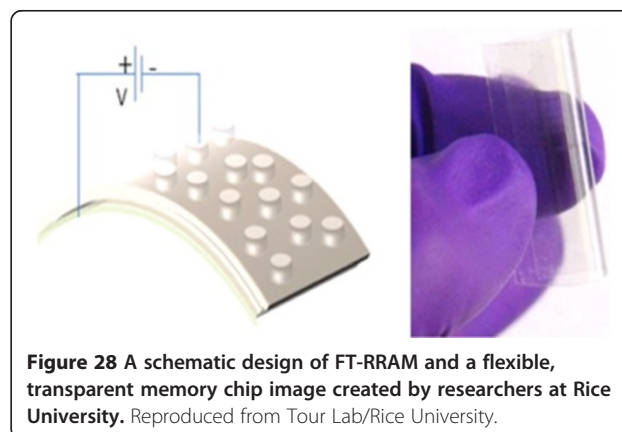 + -
V
Figure 28 A schematic design of FT-RRAM and a flexible,
transparent memory chip image created by researchers at Rice
University. Reproduced from Tour Lab/Rice University.